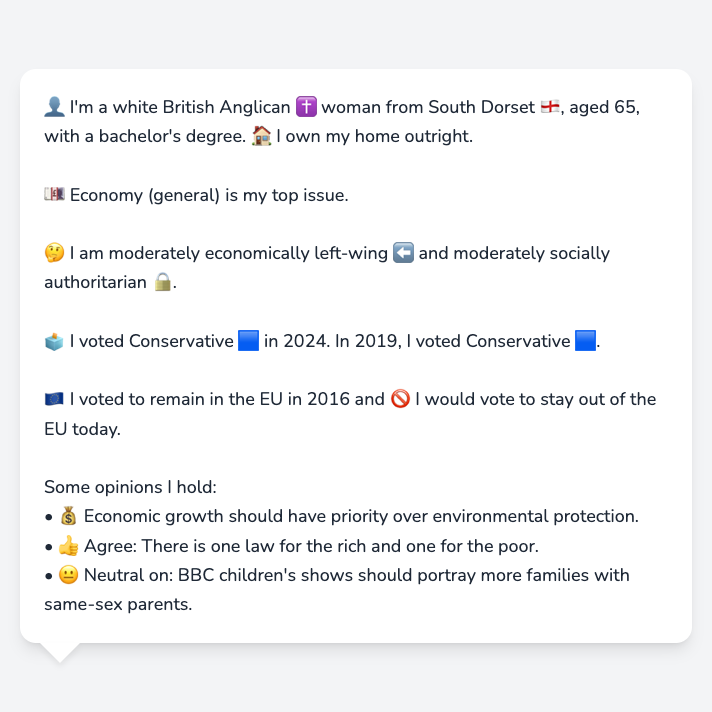 👤 I'm a white British Anglican ✝️ woman from South Dorset 🏴󠁧󠁢󠁥󠁮󠁧󠁿, aged 65,
with a bachelor's degree. 🏠 I own my home outright.
💷 Economy (general) is my top issue.
🤔 I am moderately economically left-wing ⬅️ and moderately socially
authoritarian 🔒.
🗳️ I voted Conservative 🟦 in 2024. In 2019, I voted Conservative 🟦.
🇪🇺 I voted to remain in the EU in 2016 and 🚫 I would vote to stay out of the
EU today.
Some opinions I hold:
• 💰 Economic growth should have priority over environmental protection.
• 👍 Agree: There is one law for the rich and one for the poor.
• 😐 Neutral on: BBC children's shows should portray more families with
same-sex parents.